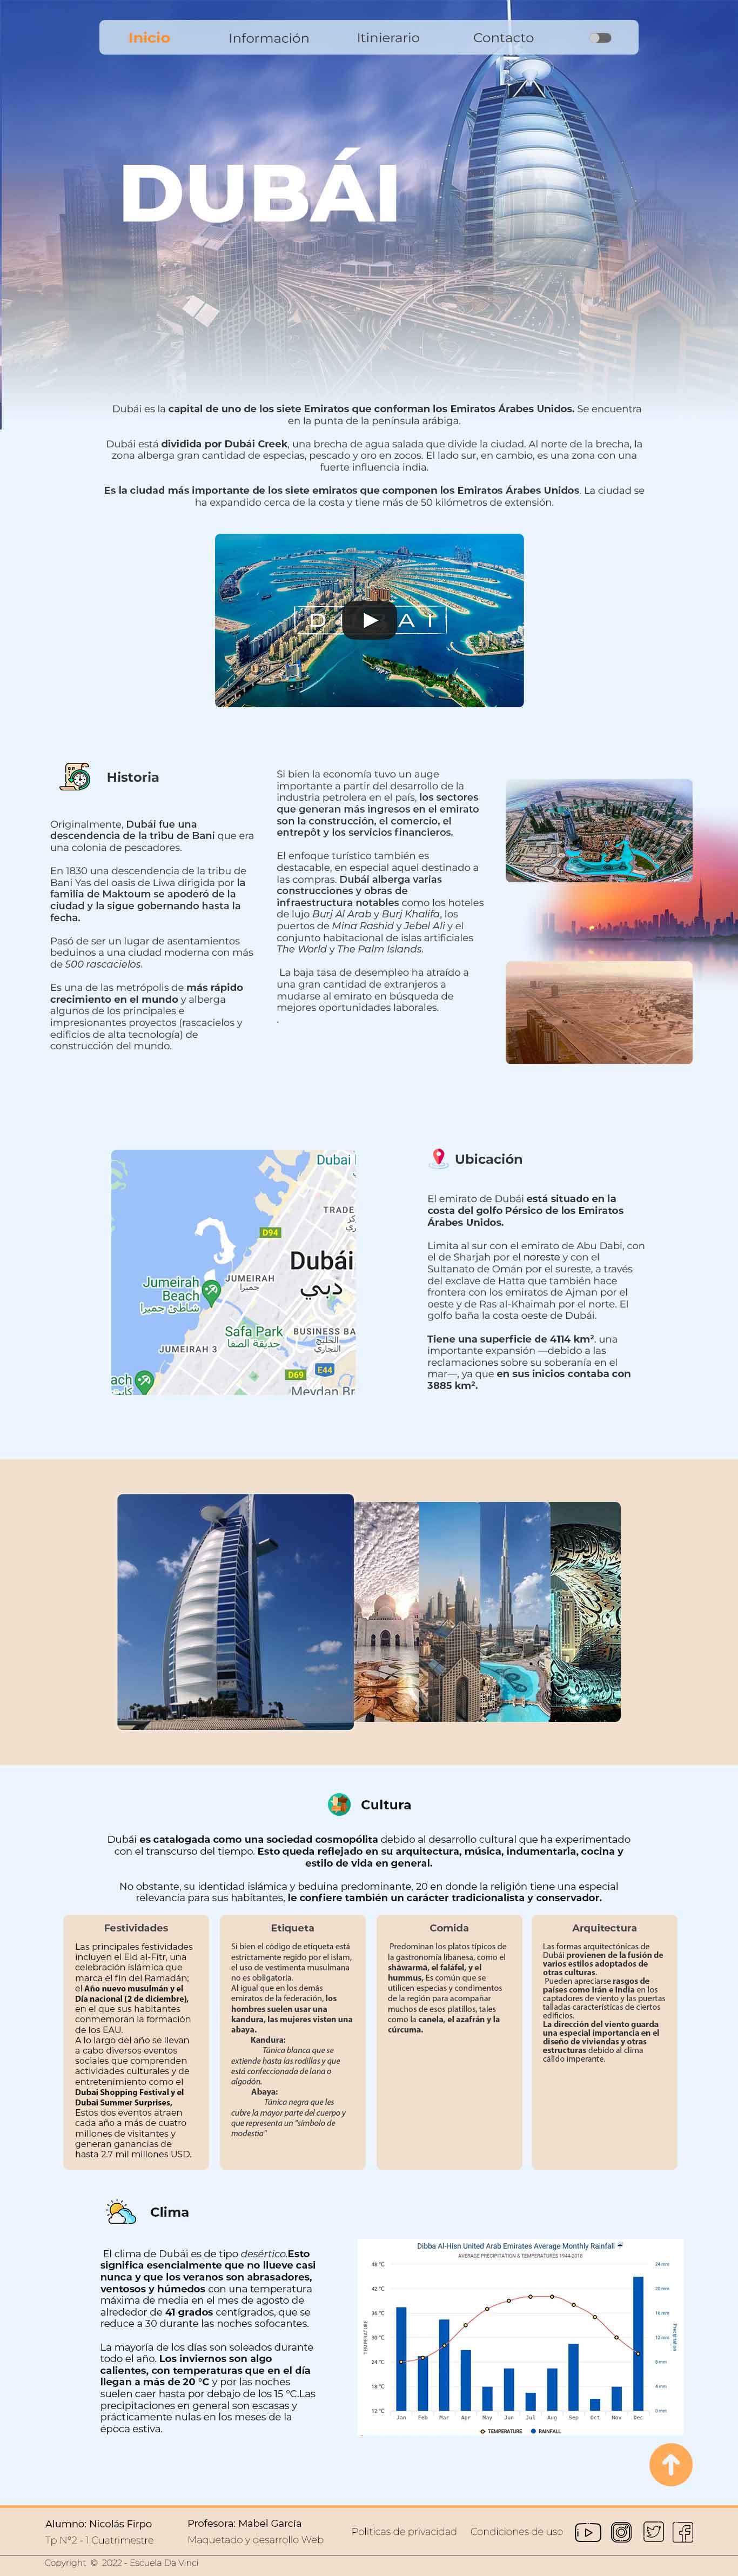 Inicio Información Itinierario Contacto
DUBÁI
Dubái es la capital de uno de los siete Emiratos que conforman los Emiratos Árabes Unidos. Se encuentra
en la punta de la península arábiga.
Dubái está dividida por Dubái Creek, una brecha de agua salada que divide la ciudad. Al norte de la brecha, la
zona alberga gran cantidad de especias, pescado y oro en zocos. El lado sur, en cambio, es una zona con una
fuerte influencia india.
Es la ciudad más importante de los siete emiratos que componen los Emiratos Árabes Unidos. La ciudad se
ha expandido cerca de la costa y tiene más de 50 kilómetros de extensión.
Historia
Originalmente, Dubái fue una
descendencia de la tribu de Bani que era
una colonia de pescadores.
En 1830 una descendencia de la tribu de
Bani Yas del oasis de Liwa dirigida por la
familia de Maktoum se apoderó de la
ciudad y la sigue gobernando hasta la
fecha.
Pasó de ser un lugar de asentamientos
beduinos a una ciudad moderna con más
de 500 rascacielos.
Es una de las metrópolis de más rápido
crecimiento en el mundo y alberga
algunos de los principales e
impresionantes proyectos (rascacielos y
edificios de alta tecnología) de
construcción del mundo.
Si bien la economía tuvo un auge
importante a partir del desarrollo de la
industria petrolera en el país, los sectores
que generan más ingresos en el emirato
son la construcción, el comercio, el
entrepôt y los servicios financieros.
El enfoque turístico también es
destacable, en especial aquel destinado a
las compras. Dubái alberga varias
construcciones y obras de
infraestructura notables como los hoteles
de lujo Burj Al Arab y Burj Khalifa, los
puertos de Mina Rashid y Jebel Ali y el
conjunto habitacional de islas artificiales
The World y The Palm Islands.
La baja tasa de desempleo ha atraído a
una gran cantidad de extranjeros a
mudarse al emirato en búsqueda de
mejores oportunidades laborales.
.
Dubai
TRADE
D94
Dubái
دبي
JUMEIRAH
جميرا
Jumeirah
Beach
شاطئ جميرا
Safa Park
حديقة الصفا
BUSINESS BA
الخليج
التجاري
JUMEIRAH 3
D69
E44
ach
Meydan Br
Ubicación
El emirato de Dubái está situado en la
costa del golfo Pérsico de los Emiratos
Árabes Unidos.
Limita al sur con el emirato de Abu Dabi, con
el de Sharjah por el noreste y con el
Sultanato de Omán por el sureste, a través
del exclave de Hatta que también hace
frontera con los emiratos de Ajman por el
oeste y de Ras al-Khaimah por el norte. El
golfo baña la costa oeste de Dubái.
Tiene una superficie de 4114 km². una
importante expansión —debido a las
reclamaciones sobre su soberanía en el
mar—, ya que en sus inicios contaba con
3885 km².
Cultura
Dubái es catalogada como una sociedad cosmopólita debido al desarrollo cultural que ha experimentado
con el transcurso del tiempo. Esto queda reflejado en su arquitectura, música, indumentaria, cocina y
estilo de vida en general.
No obstante, su identidad islámica y beduina predominante, 20 en donde la religión tiene una especial
relevancia para sus habitantes, le confiere también un carácter tradicionalista y conservador.
Festividades
Las principales festividades
incluyen el Eid al-Fitr, una
celebración islámica que
marca el fin del Ramadán;
el Año nuevo musulmán y el
Día nacional (2 de diciembre),
en el que sus habitantes
conmemoran la formación
de los EAU.
A lo largo del año se llevan
a cabo diversos eventos
sociales que comprenden
actividades culturales y de
entretenimiento como el
Dubai Shopping Festival y el
Dubai Summer Surprises,
Estos dos eventos atraen
cada año a más de cuatro
millones de visitantes y
generan ganancias de
hasta 2.7 mil millones USD.
Etiqueta
Si bien el código de etiqueta está
estrictamente regido por el islam,
el uso de vestimenta musulmana
no es obligatoria.
Al igual que en los demás
emiratos de la federación, los
hombres suelen usar una
kandura, las mujeres visten una
abaya.
Kandura:
Túnica blanca que se
extiende hasta las rodillas y que
está confeccionada de lana o
algodón.
Abaya:
Túnica negra que les
cubre la mayor parte del cuerpo y
que representa un "símbolo de
modestia"
Comida
Predominan los platos típicos de
la gastronomía libanesa, como el
shàwarmà, el faláfel, y el
hummus, Es común que se
utilicen especias y condimentos
de la región para acompañar
muchos de esos platillos, tales
como la canela, el azafrán y la
cúrcuma.
Arquitectura
Las formas arquitectónicas de
Dubái provienen de la fusión de
varios estilos adoptados de
otras culturas.
Pueden apreciarse rasgos de
países como Irán e India en los
captadores de viento y las puertas
talladas características de ciertos
edificios.
La dirección del viento guarda
una especial importancia en el
diseño de viviendas y otras
estructuras debido al clima
cálido imperante.
Clima
El clima de Dubái es de tipo desértico.Esto
significa esencialmente que no llueve casi
nunca y que los veranos son abrasadores,
ventosos y húmedos con una temperatura
máxima de media en el mes de agosto de
alrededor de 41 grados centígrados, que se
reduce a 30 durante las noches sofocantes.
La mayoría de los días son soleados durante
todo el año. Los inviernos son algo
calientes, con temperaturas que en el día
llegan a más de 20 °C y por las noches
suelen caer hasta por debajo de los 15 °C.Las
precipitaciones en general son escasas y
prácticamente nulas en los meses de la
época estiva.
Dibba Al-Hisn United Arab Emirates Average Monthly Rainfall
AVERAGE PRECIPITATION & TEMPERATURES 1944-2018
48 °C 24 mm
42 °C 20 mm
36 °C 16 mm
30 °C 12 mm
24 °C 8 mm
18 °C 4 mm
12 °C 0 mm
TEMPERATURE
Precipitation
Jan Feb Mar Apr May Jun Jul Aug Sep Oct Nov Dec
TEMPERATURE RAINFALL
Alumno: Nicolás Firpo
Tp N°2 - 1 Cuatrimestre
Profesora: Mabel García
Maquetado y desarrollo Web
Políticas de privacidad Condiciones de uso
Copyright © 2022 - Escuela Da Vinci